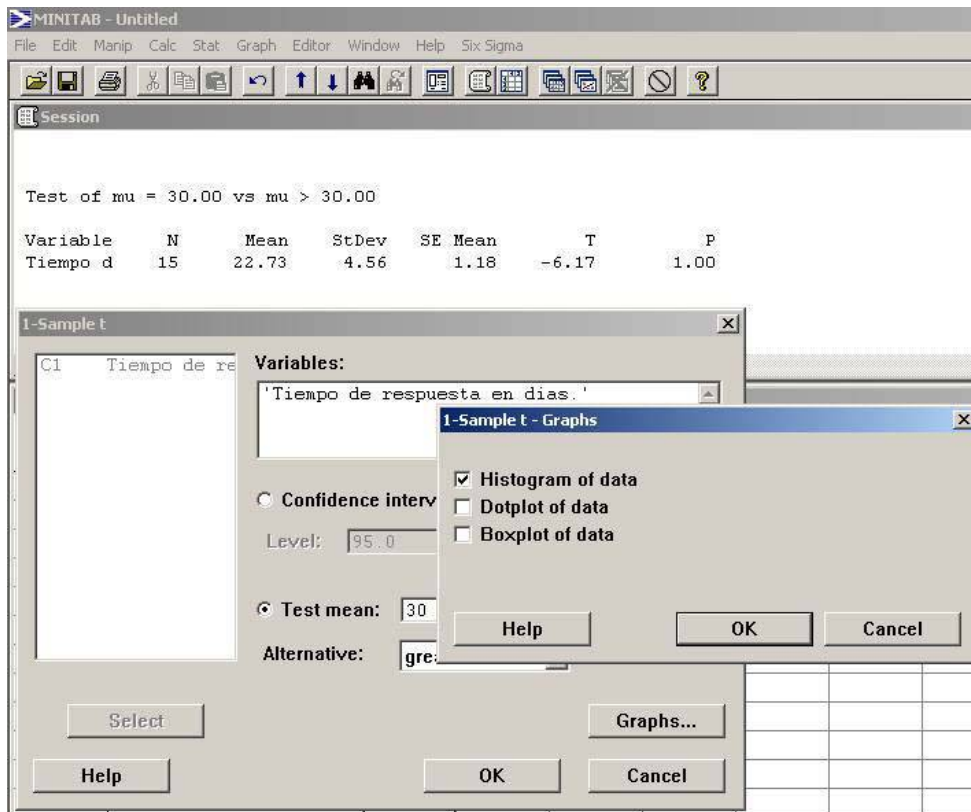 MINITAB - Untitled
File Edit Manip Calc Stat Graph Editor Window Help Six Sigma
Session
Test of mu = 30.00 vs mu > 30.00
Variable N Mean StDev SE Mean T P
Tiempo d 15 22.73 4.56 1.18 -6.17 1.00
1-Sample t
C1 Tiempo de re
Variables:
'Tiempo de respuesta en dias.'
Confidence interv
Level: 95.0
Test mean: 30
Alternative: grea
Select
Graphs...
Help
OK
Cancel
1-Sample t - Graphs
Histogram of data
Dotplot of data
Boxplot of data
Help
OK
Cancel